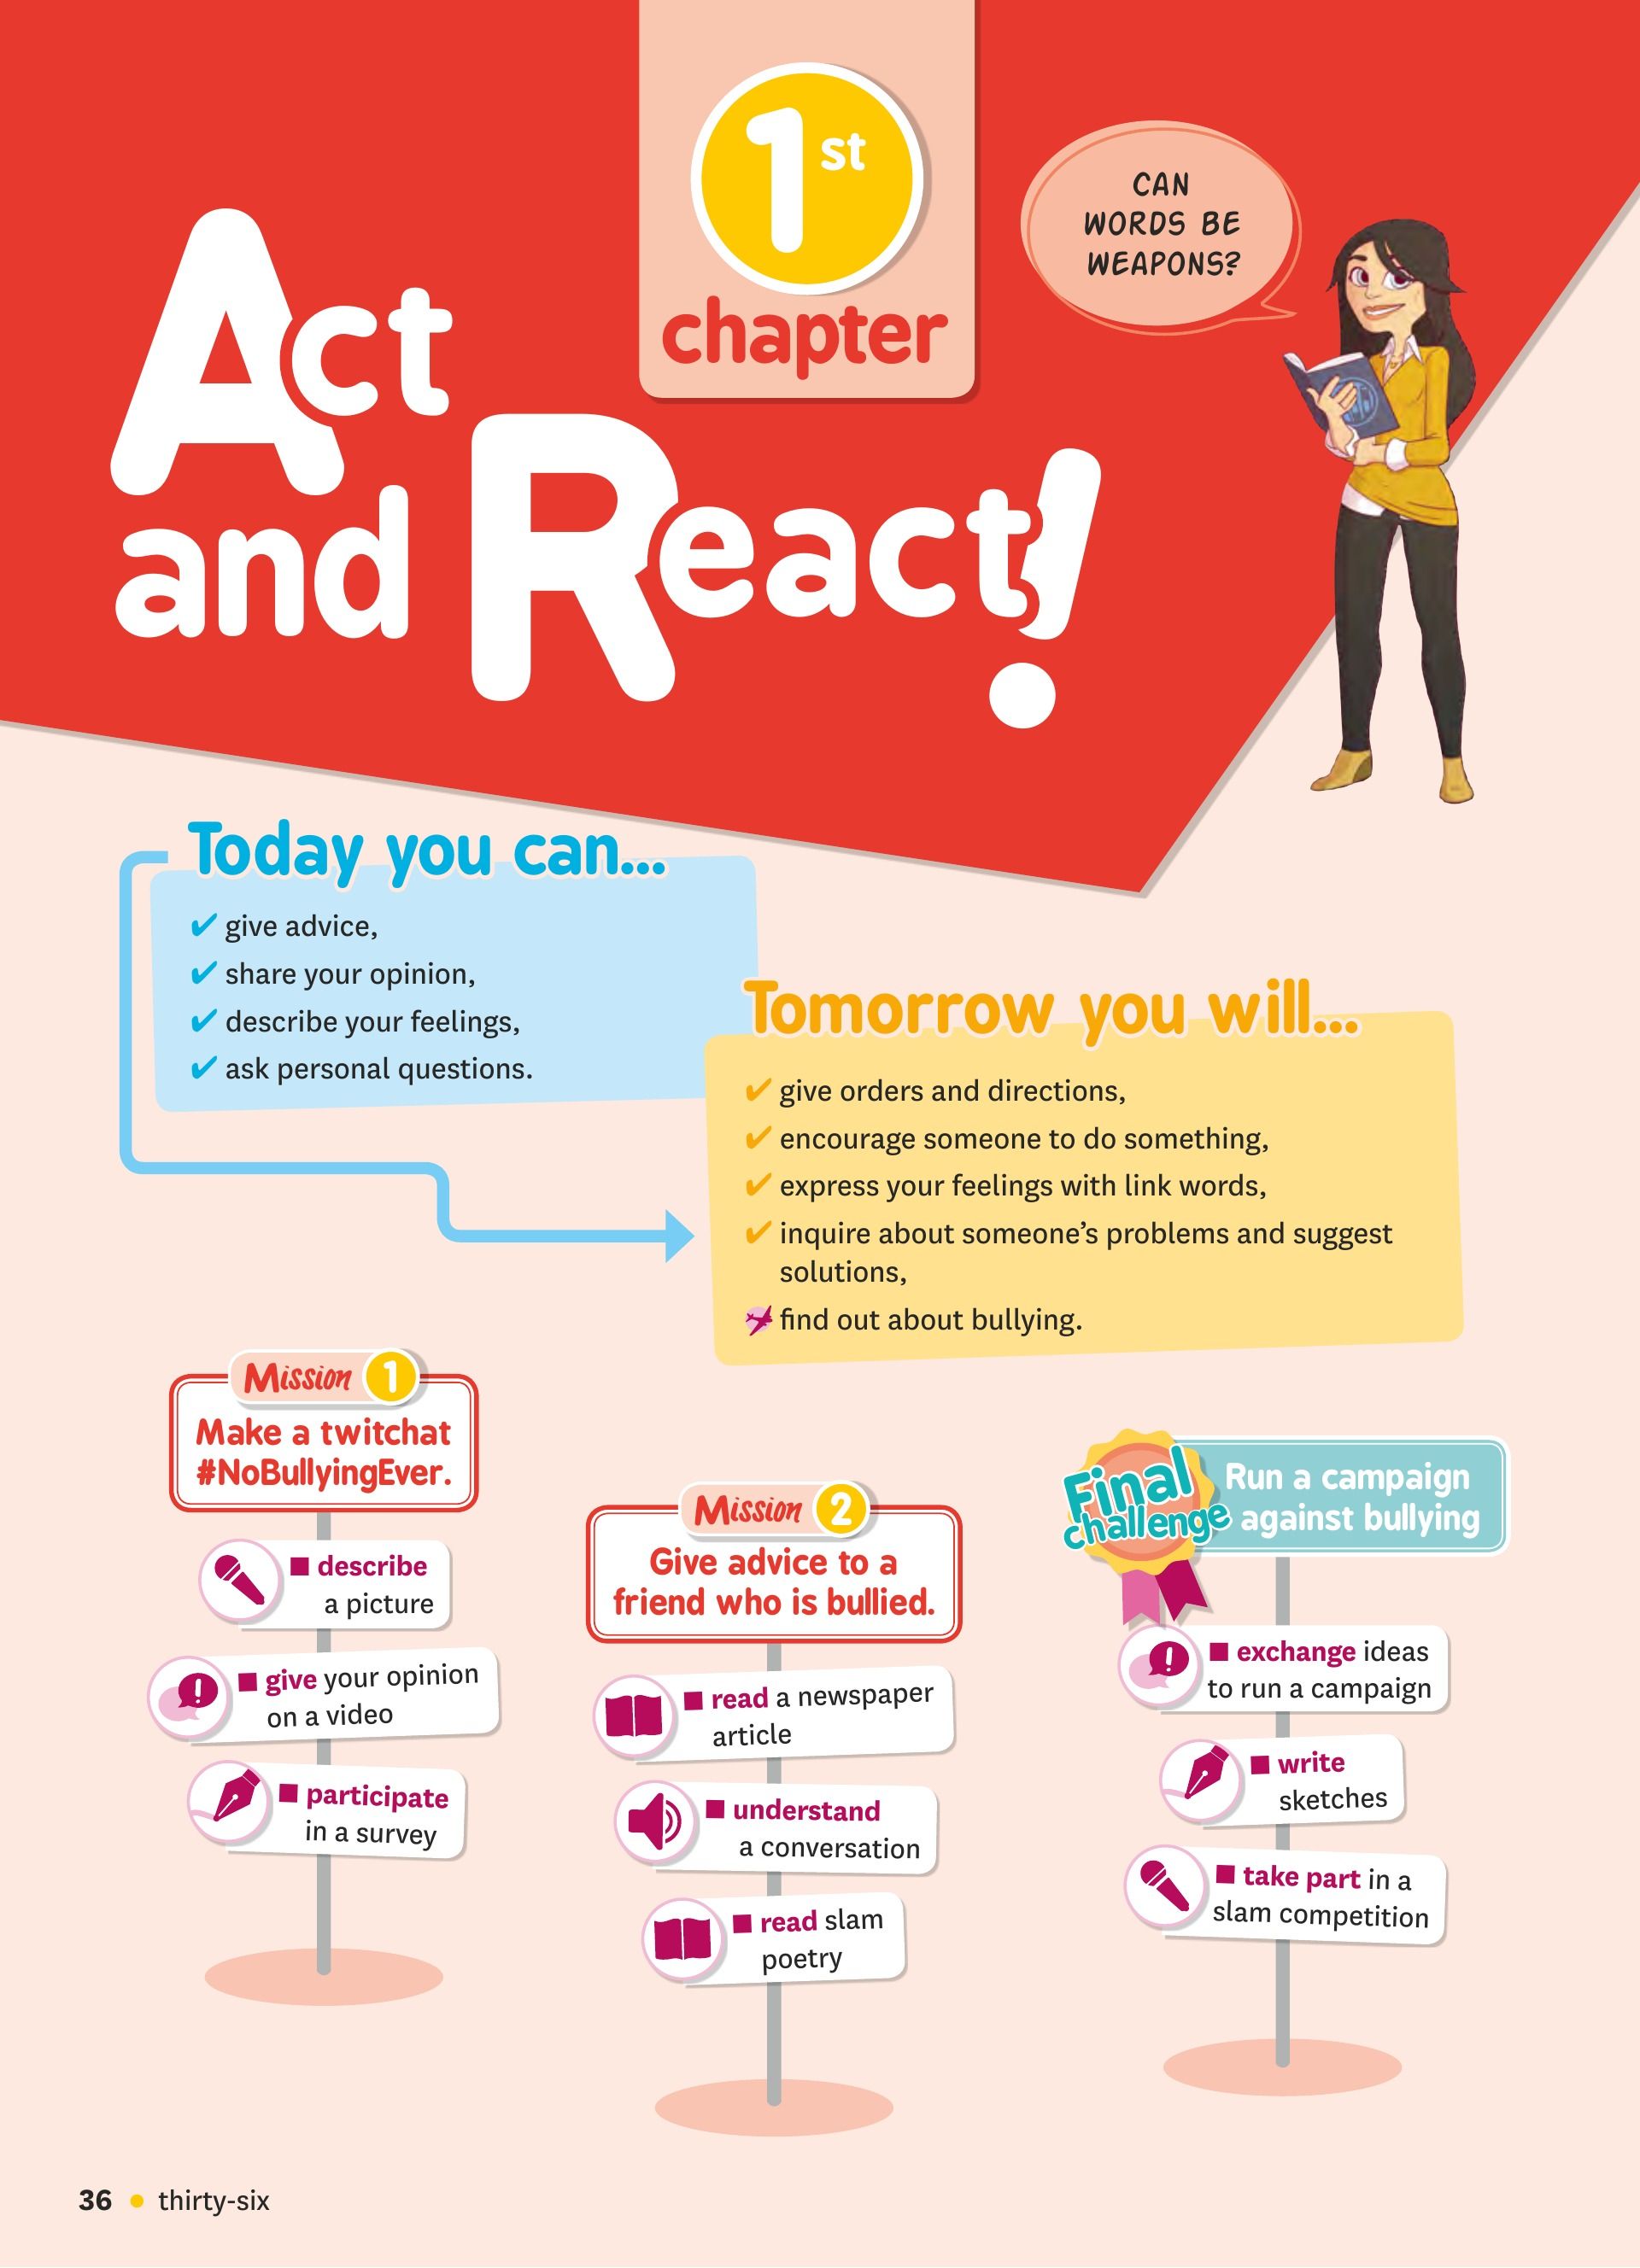 1st
chapter
CAN
WORDS BE
WEAPONS?
Act
and React!
Today you can...
✔ give advice,
✔ share your opinion,
✔ describe your feelings,
✔ ask personal questions.
Tomorrow you will...
✔ give orders and directions,
✔ encourage someone to do something,
✔ express your feelings with link words,
✔ inquire about someone's problems and suggest
solutions,
find out about bullying.
Mission 1
Make a twitchat
#NoBullyingEver.
■ describe
a picture
■ give your opinion
on a video
■ participate
in a survey
Mission 2
Give advice to a
friend who is bullied.
■ read a newspaper
article
■ understand
a conversation
■ read slam
poetry
Final
challenge
Run a campaign
against bullying
■ exchange ideas
to run a campaign
■ write
sketches
■ take part in a
slam competition
36 • thirty-six